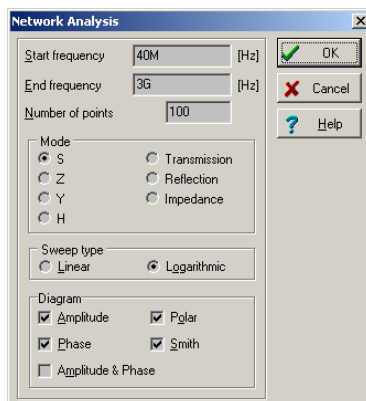 Network Analysis
Start frequency 40M [Hz] OK
End frequency 3G [Hz] Cancel
Number of points 100 Help
Mode
S Transmission
Z Reflection
Y Impedance
H
Sweep type
Linear Logarithmic
Diagram
Amplitude Polar
Phase Smith
Amplitude & Phase